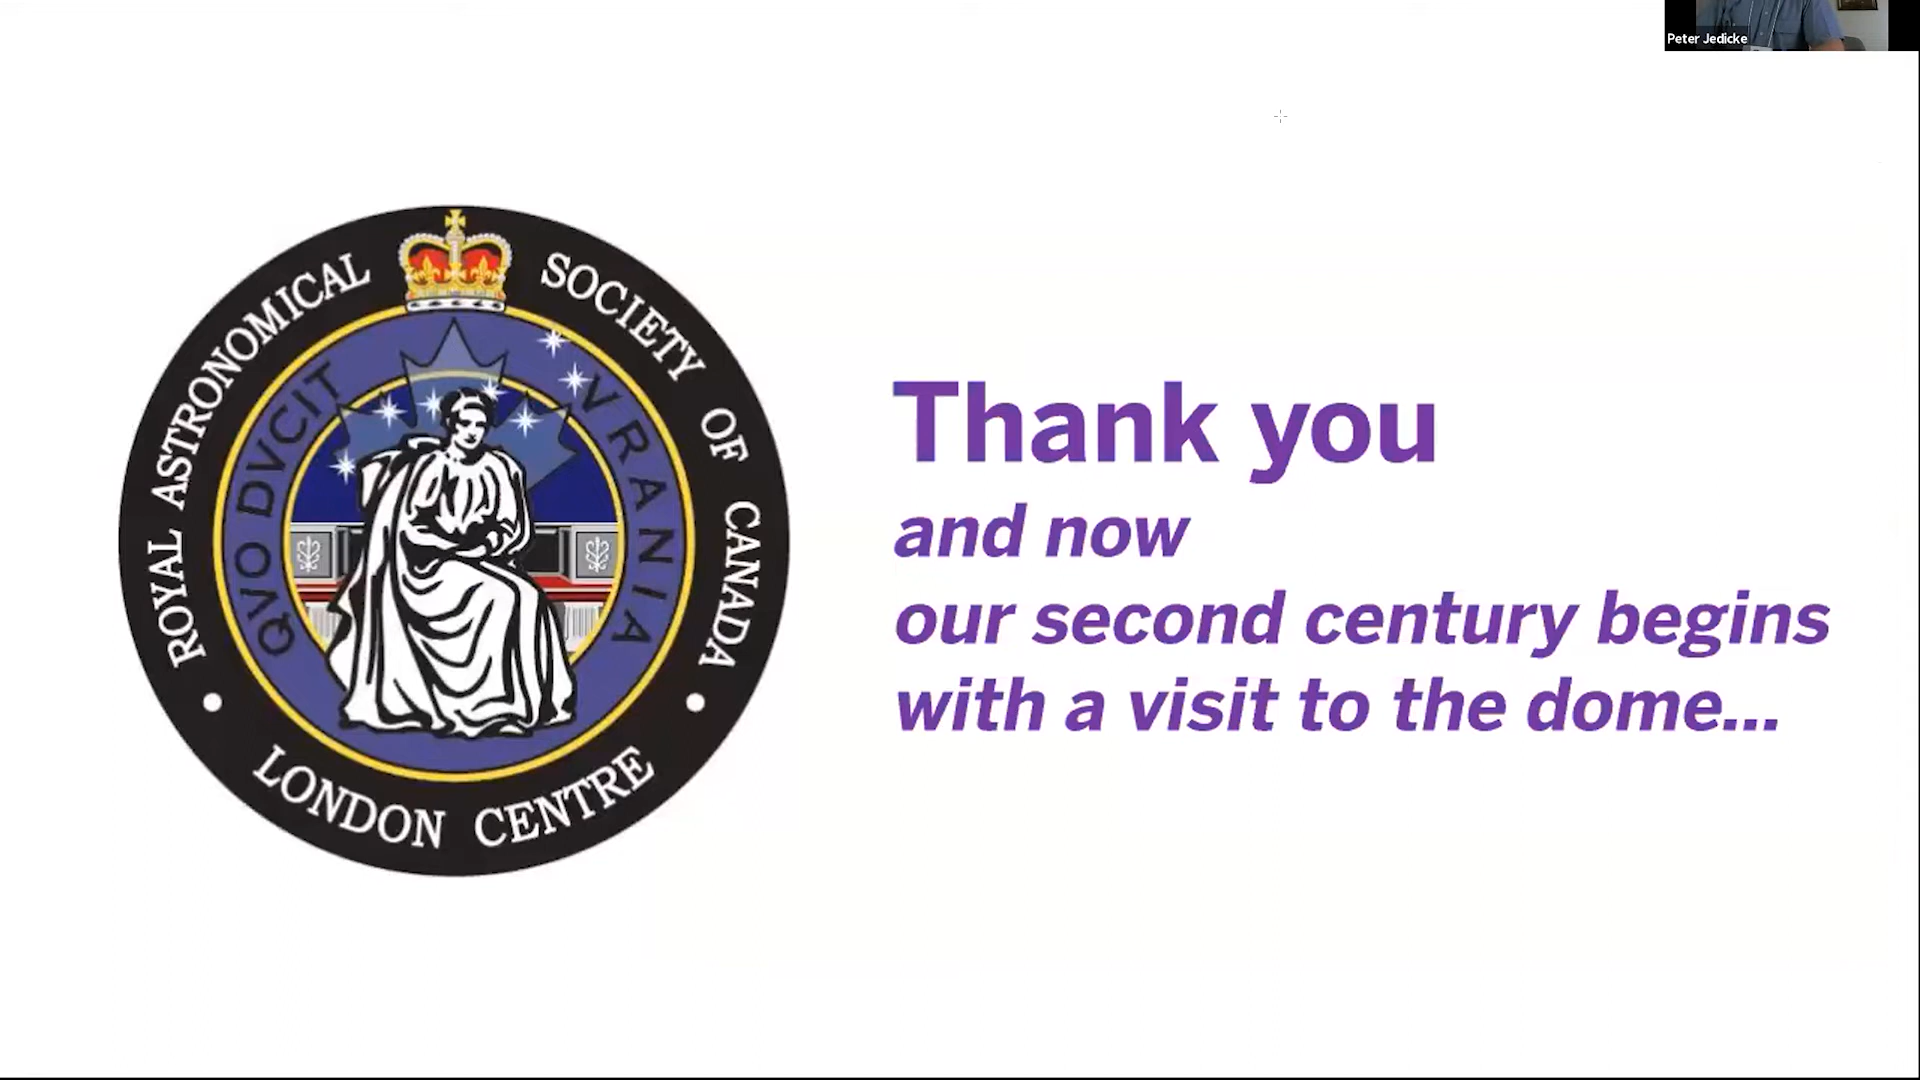 Peter Jedicke
ROYAL ASTRONOMICAL SOCIETY OF CANADA
QVO DVCIT VRANIA
• LONDON CENTRE •
Thank you
and now
our second century begins
with a visit to the dome...